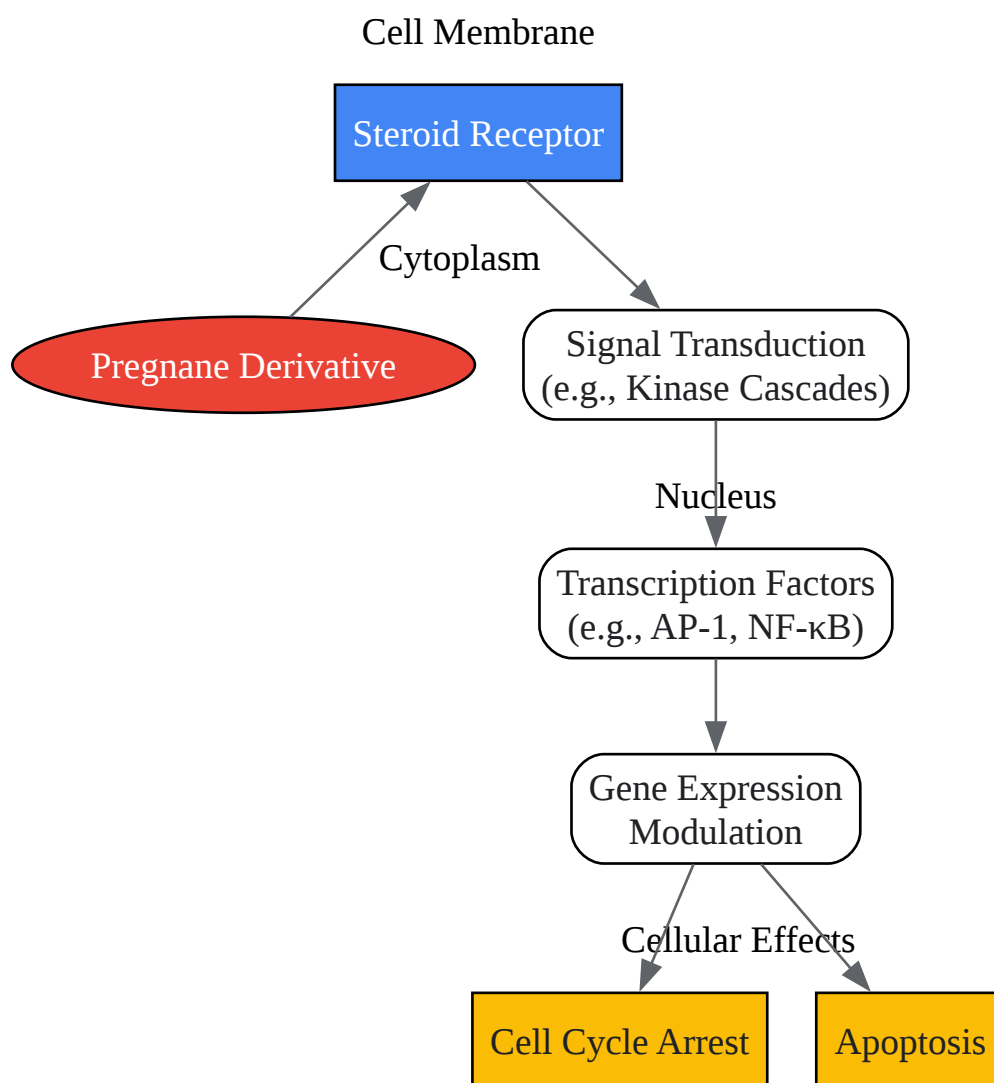 Cell Membrane
Steroid Receptor
Cytoplasm
Pregnane Derivative
Signal Transduction
(e.g., Kinase Cascades)
Nucleus
Transcription Factors
(e.g., AP-1, NF-κB)
Gene Expression
Modulation
Cellular Effects
Cell Cycle Arrest
Apoptosis